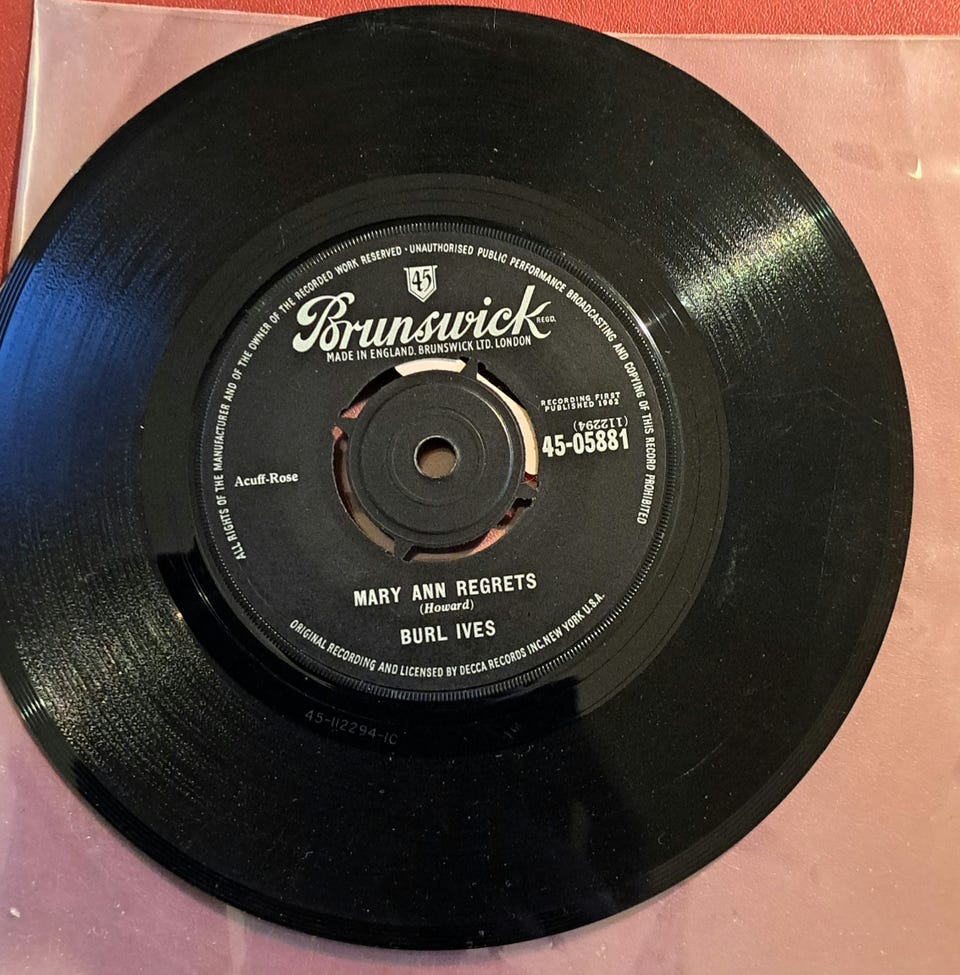 ALL RIGHTS OF THE MANUFACTURER AND OF THE OWNER OF THE RECORDED WORK RESERVED · UNAUTHORISED PUBLIC PERFORMANCE BROADCASTING AND COPYING OF THIS RECORD PROHIBITED
45
Brunswick REGD.
MADE IN ENGLAND. BRUNSWICK LTD. LONDON
RECORDING FIRST
PUBLISHED 1962
(112294)
45-05881
Acuff-Rose
MARY ANN REGRETS
(Howard)
BURL IVES
ORIGINAL RECORDING AND LICENSED BY DECCA RECORDS INC. NEW YORK U.S.A.
45-112294-1C